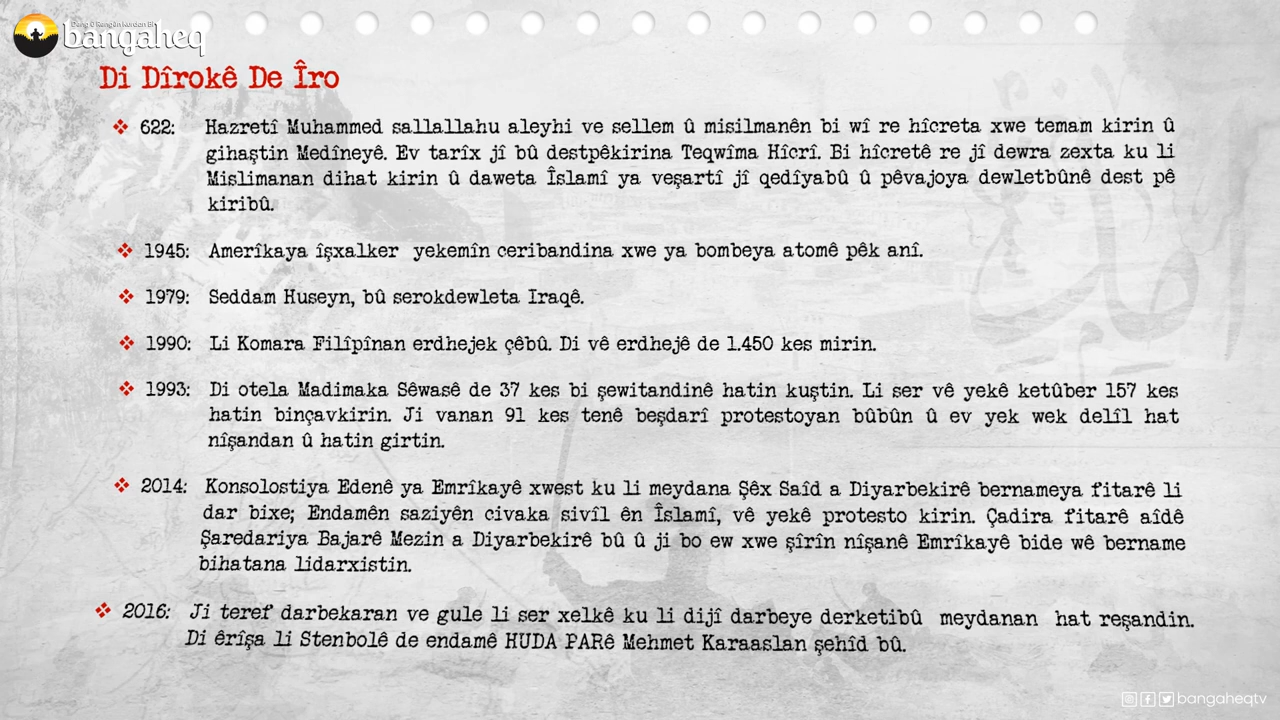 Deng û Rengên Kurdan Bi
bangaheq
Di Dîrokê De Îro
622: Hazretî Muhammed sallallahu aleyhi ve sellem û misilmanên bi wî re hîcreta xwe temam kirin û
gihaştin Medîneyê. Ev tarîx jî bû destpêkirina Teqwîma Hîcrî. Bi hîcretê re jî dewra zexta ku li
Mislimanan dihat kirin û daweta Îslamî ya veşartî jî qedîyabû û pêvajoya dewletbûnê dest pê
kiribû.
1945: Amerîkaya îşxalker yekemîn ceribandina xwe ya bombeya atomê pêk anî.
1979: Seddam Huseyn, bû serokdewleta Iraqê.
1990: Li Komara Filîpînan erdhejek çêbû. Di vê erdhejê de 1.450 kes mirin.
1993: Di otela Madimaka Sêwasê de 37 kes bi şewitandinê hatin kuştin. Li ser vê yekê ketûber 157 kes
hatin binçavkirin. Ji vanan 91 kes tenê beşdarî protestoyan bûbûn û ev yek wek delîl hat
nîşandan û hatin girtin.
2014: Konsolostiya Edenê ya Emrîkayê xwest ku li meydana Şêx Saîd a Diyarbekirê bernameya fitarê li
dar bixe; Endamên saziyên civaka sivîl ên Îslamî, vê yekê protesto kirin. Çadira fitarê aîdê
Şaredariya Bajarê Mezin a Diyarbekirê bû û ji bo ew xwe şîrîn nîşanê Emrîkayê bide wê bername
bihatana lidarxistin.
2016: Ji teref darbekaran ve gule li ser xelkê ku li dijî darbeye derketibû meydanan hat reşandin.
Di êrîşa li Stenbolê de endamê HUDA PARê Mehmet Karaaslan şehîd bû.
bangaheqtv